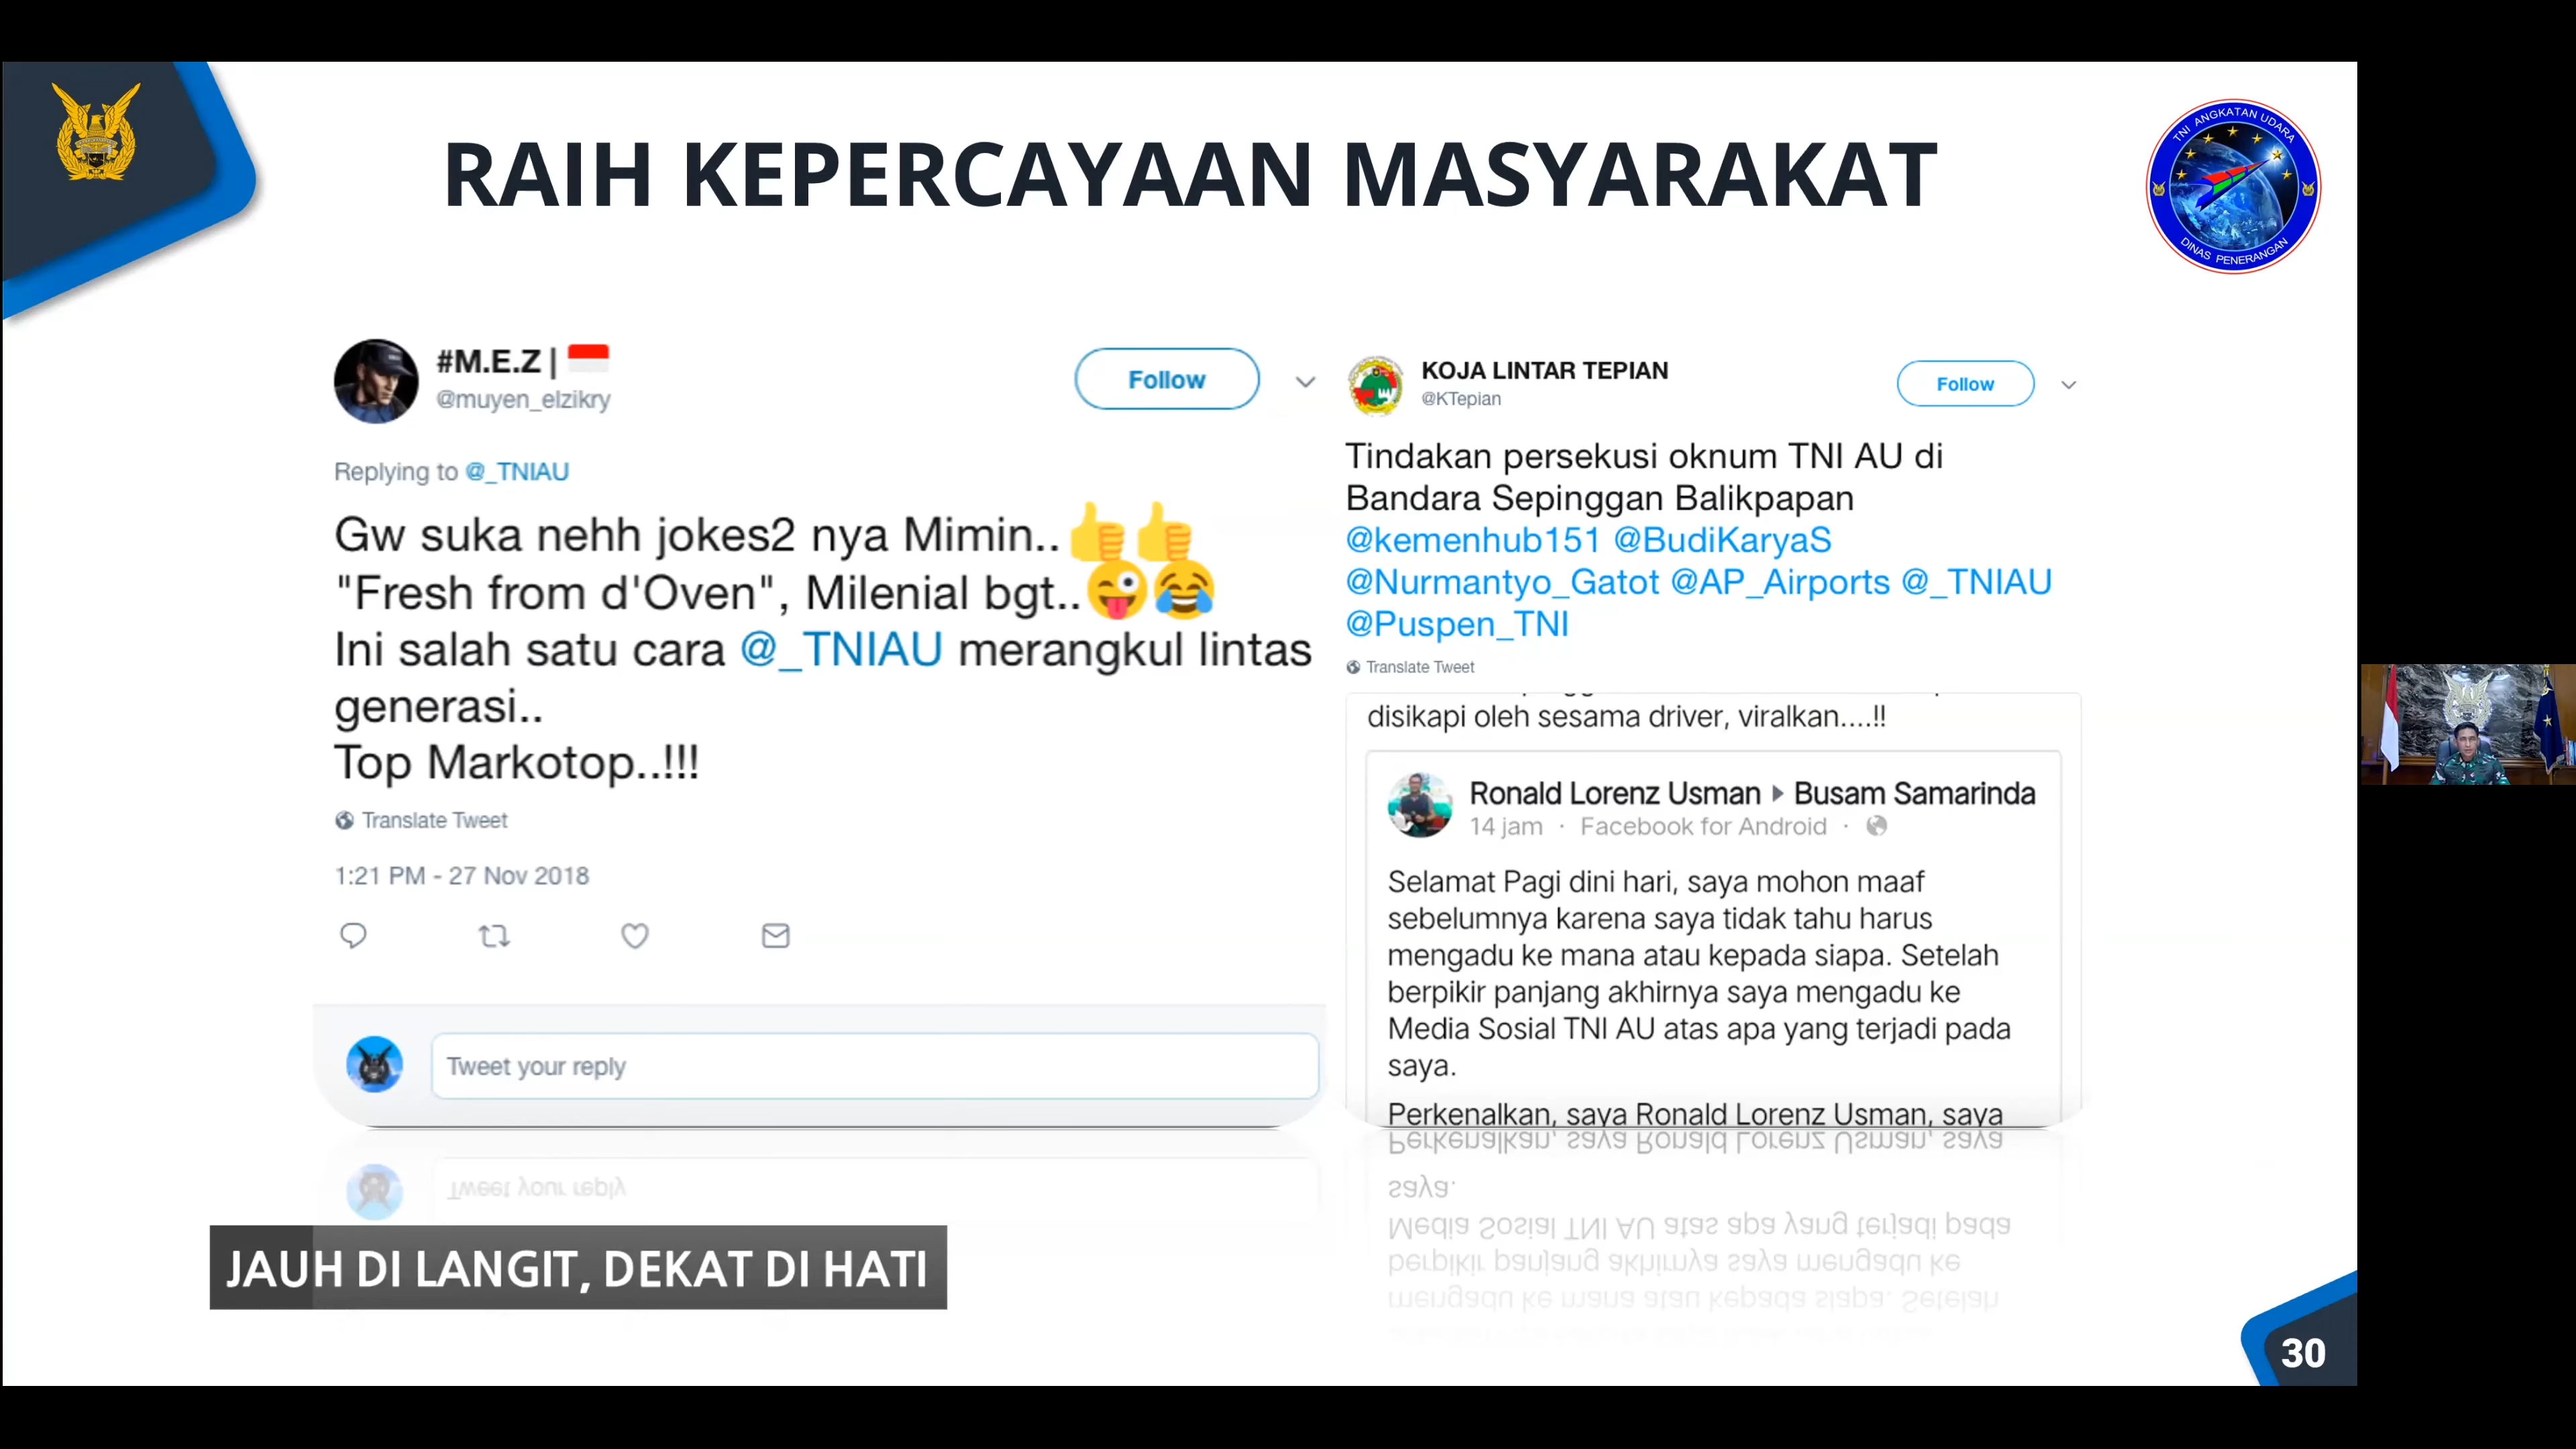 RAIH KEPERCAYAAN MASYARAKAT
TNI ANGKATAN UDARA
DINAS PENERANGAN
#M.E.Z |
@muyen_elzikry
Follow
Replying to @_TNIAU
Gw suka nehh jokes2 nya Mimin..👍👍
"Fresh from d'Oven", Milenial bgt..😜😂
Ini salah satu cara @_TNIAU merangkul lintas
generasi..
Top Markotop..!!!
Translate Tweet
1:21 PM - 27 Nov 2018
Tweet your reply
KOJA LINTAR TEPIAN
@KTepian
Follow
Tindakan persekusi oknum TNI AU di
Bandara Sepinggan Balikpapan
@kemenhub151 @BudiKaryaS
@Nurmantyo_Gatot @AP_Airports @_TNIAU
@Puspen_TNI
Translate Tweet
disikapi oleh sesama driver, viralkan....!!
Ronald Lorenz Usman ▸ Busam Samarinda
14 jam · Facebook for Android ·
Selamat Pagi dini hari, saya mohon maaf
sebelumnya karena saya tidak tahu harus
mengadu ke mana atau kepada siapa. Setelah
berpikir panjang akhirnya saya mengadu ke
Media Sosial TNI AU atas apa yang terjadi pada
saya.
Perkenalkan, saya Ronald Lorenz Usman, saya
JAUH DI LANGIT, DEKAT DI HATI
30